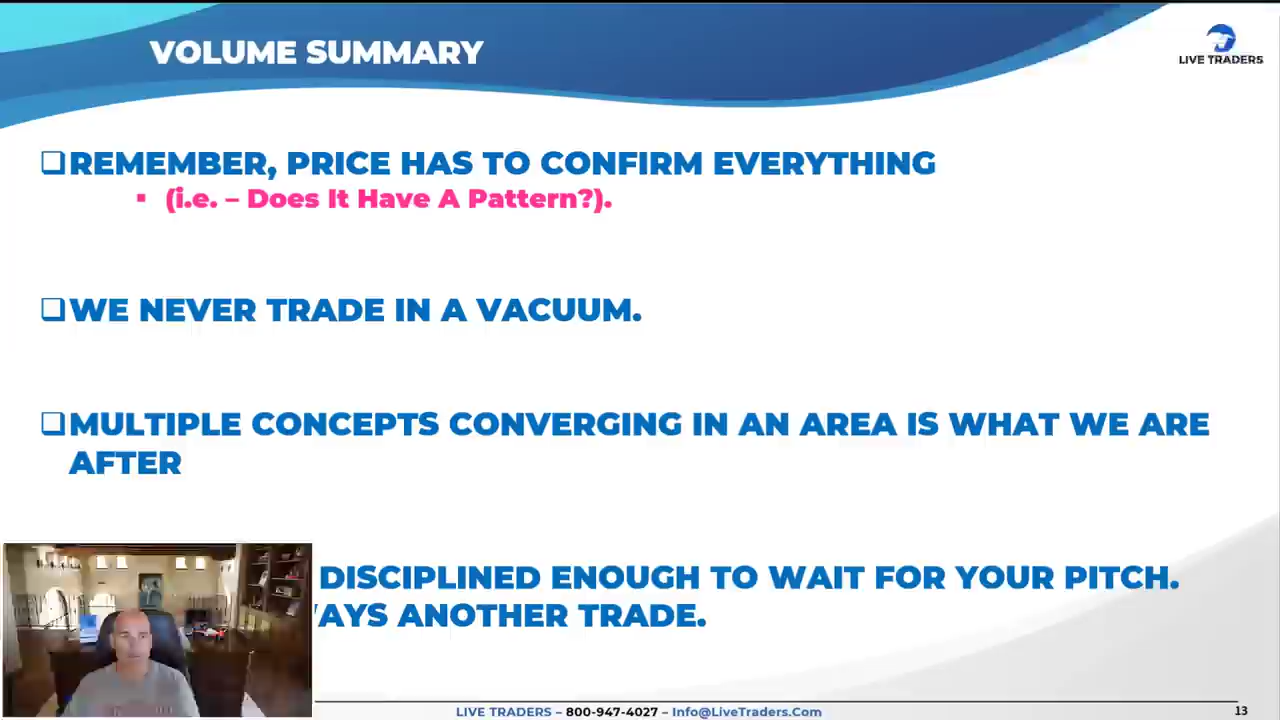 VOLUME SUMMARY
LIVE TRADERS
❑REMEMBER, PRICE HAS TO CONFIRM EVERYTHING
▪ (i.e. – Does It Have A Pattern?).
❑WE NEVER TRADE IN A VACUUM.
❑MULTIPLE CONCEPTS CONVERGING IN AN AREA IS WHAT WE ARE
AFTER
DISCIPLINED ENOUGH TO WAIT FOR YOUR PITCH.
ANOTHER TRADE.
LIVE TRADERS – 800-947-4027 – Info@LiveTraders.Com
13